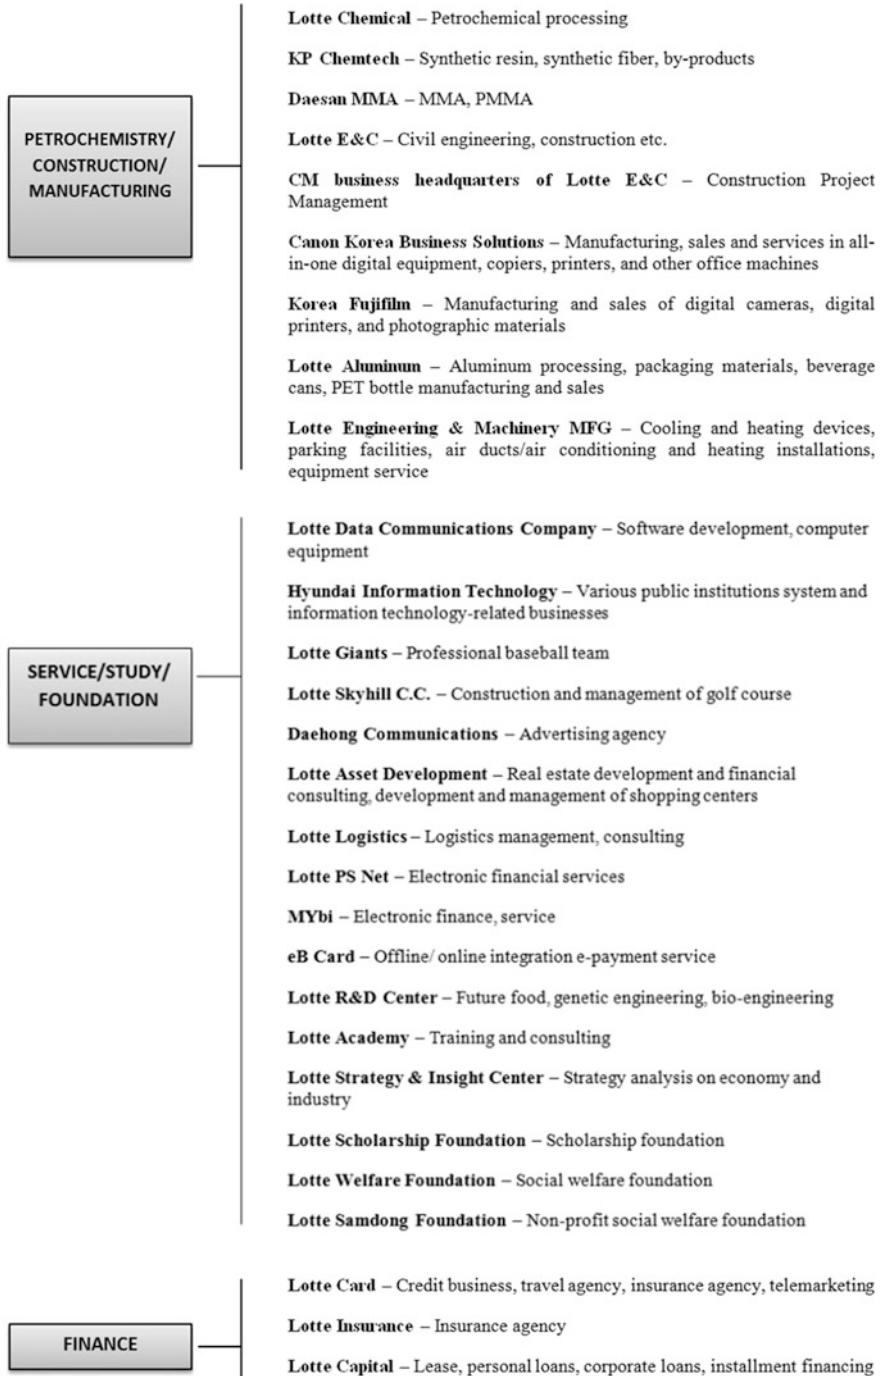 Lotte Chemical – Petrochemical processing
KP Chemtech – Synthetic resin, synthetic fiber, by-products
Daesan MMA – MMA, PMMA
PETROCHEMISTRY/
CONSTRUCTION/
MANUFACTURING
Lotte E&C – Civil engineering, construction etc.
CM business headquarters of Lotte E&C – Construction Project
Management
Canon Korea Business Solutions – Manufacturing, sales and services in all-
in-one digital equipment, copiers, printers, and other office machines
Korea Fujifilm – Manufacturing and sales of digital cameras, digital
printers, and photographic materials
Lotte Aluminum – Aluminum processing, packaging materials, beverage
cans, PET bottle manufacturing and sales
Lotte Engineering & Machinery MFG – Cooling and heating devices,
parking facilities, air ducts/air conditioning and heating installations,
equipment service
Lotte Data Communications Company – Software development, computer
equipment
Hyundai Information Technology – Various public institutions system and
information technology-related businesses
SERVICE/STUDY/
FOUNDATION
Lotte Giants – Professional baseball team
Lotte Skyhill C.C. – Construction and management of golf course
Daehong Communications – Advertising agency
Lotte Asset Development – Real estate development and financial
consulting, development and management of shopping centers
Lotte Logistics – Logistics management, consulting
Lotte PS Net – Electronic financial services
MYbi – Electronic finance, service
eB Card – Offline/ online integration e-payment service
Lotte R&D Center – Future food, genetic engineering, bio-engineering
Lotte Academy – Training and consulting
Lotte Strategy & Insight Center – Strategy analysis on economy and
industry
Lotte Scholarship Foundation – Scholarship foundation
Lotte Welfare Foundation – Social welfare foundation
Lotte Samdong Foundation – Non-profit social welfare foundation
FINANCE
Lotte Card – Credit business, travel agency, insurance agency, telemarketing
Lotte Insurance – Insurance agency
Lotte Capital – Lease, personal loans, corporate loans, installment financing